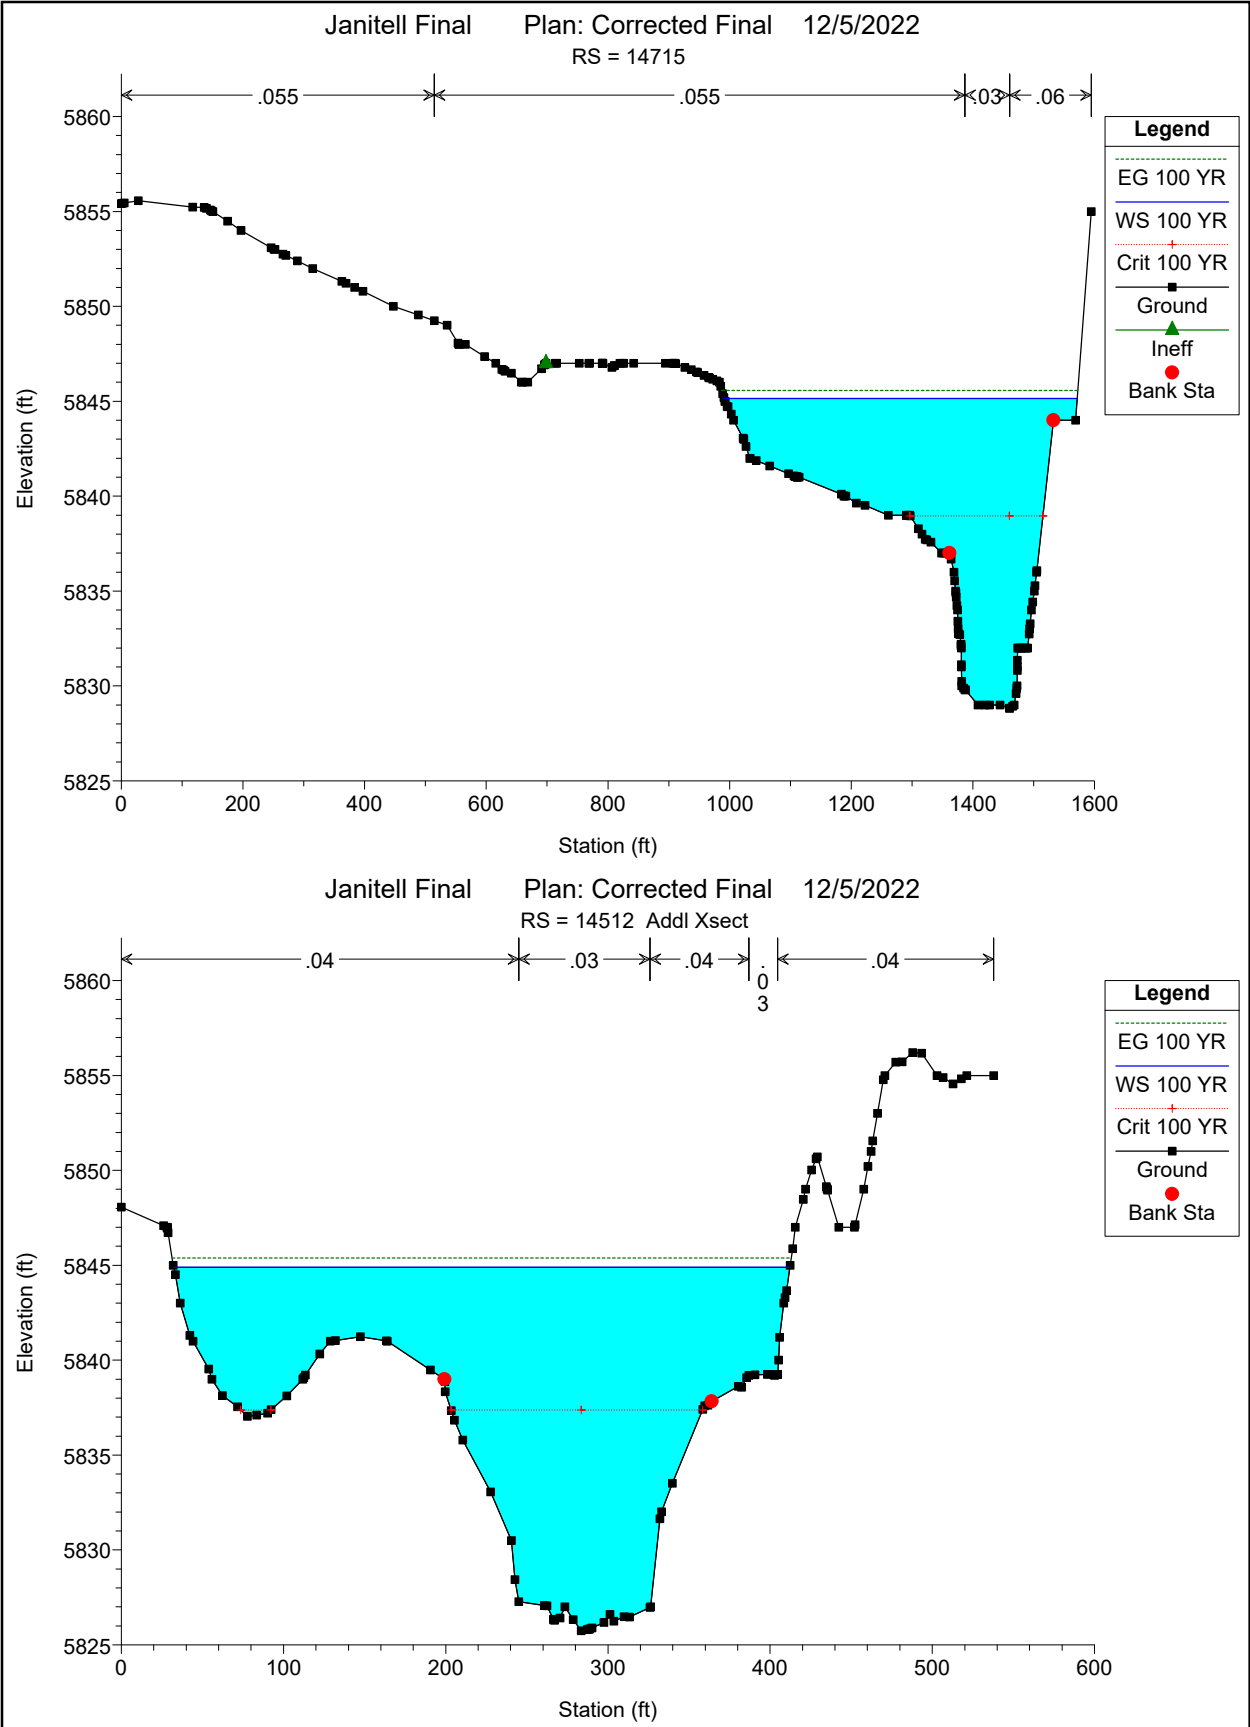 Janitell Final Plan: Corrected Final 12/5/2022
RS = 14715
.055 .055 .03 .06
5860
5855
5850
5845
5840
5835
5830
5825
Elevation (ft)
0 200 400 600 800 1000 1200 1400 1600
Station (ft)
Legend
EG 100 YR
WS 100 YR
Crit 100 YR
Ground
Ineff
Bank Sta
Janitell Final Plan: Corrected Final 12/5/2022
RS = 14512 Addl Xsect
.04 .03 .04 .03 .04
5860
5855
5850
5845
5840
5835
5830
5825
Elevation (ft)
0 100 200 300 400 500 600
Station (ft)
Legend
EG 100 YR
WS 100 YR
Crit 100 YR
Ground
Bank Sta